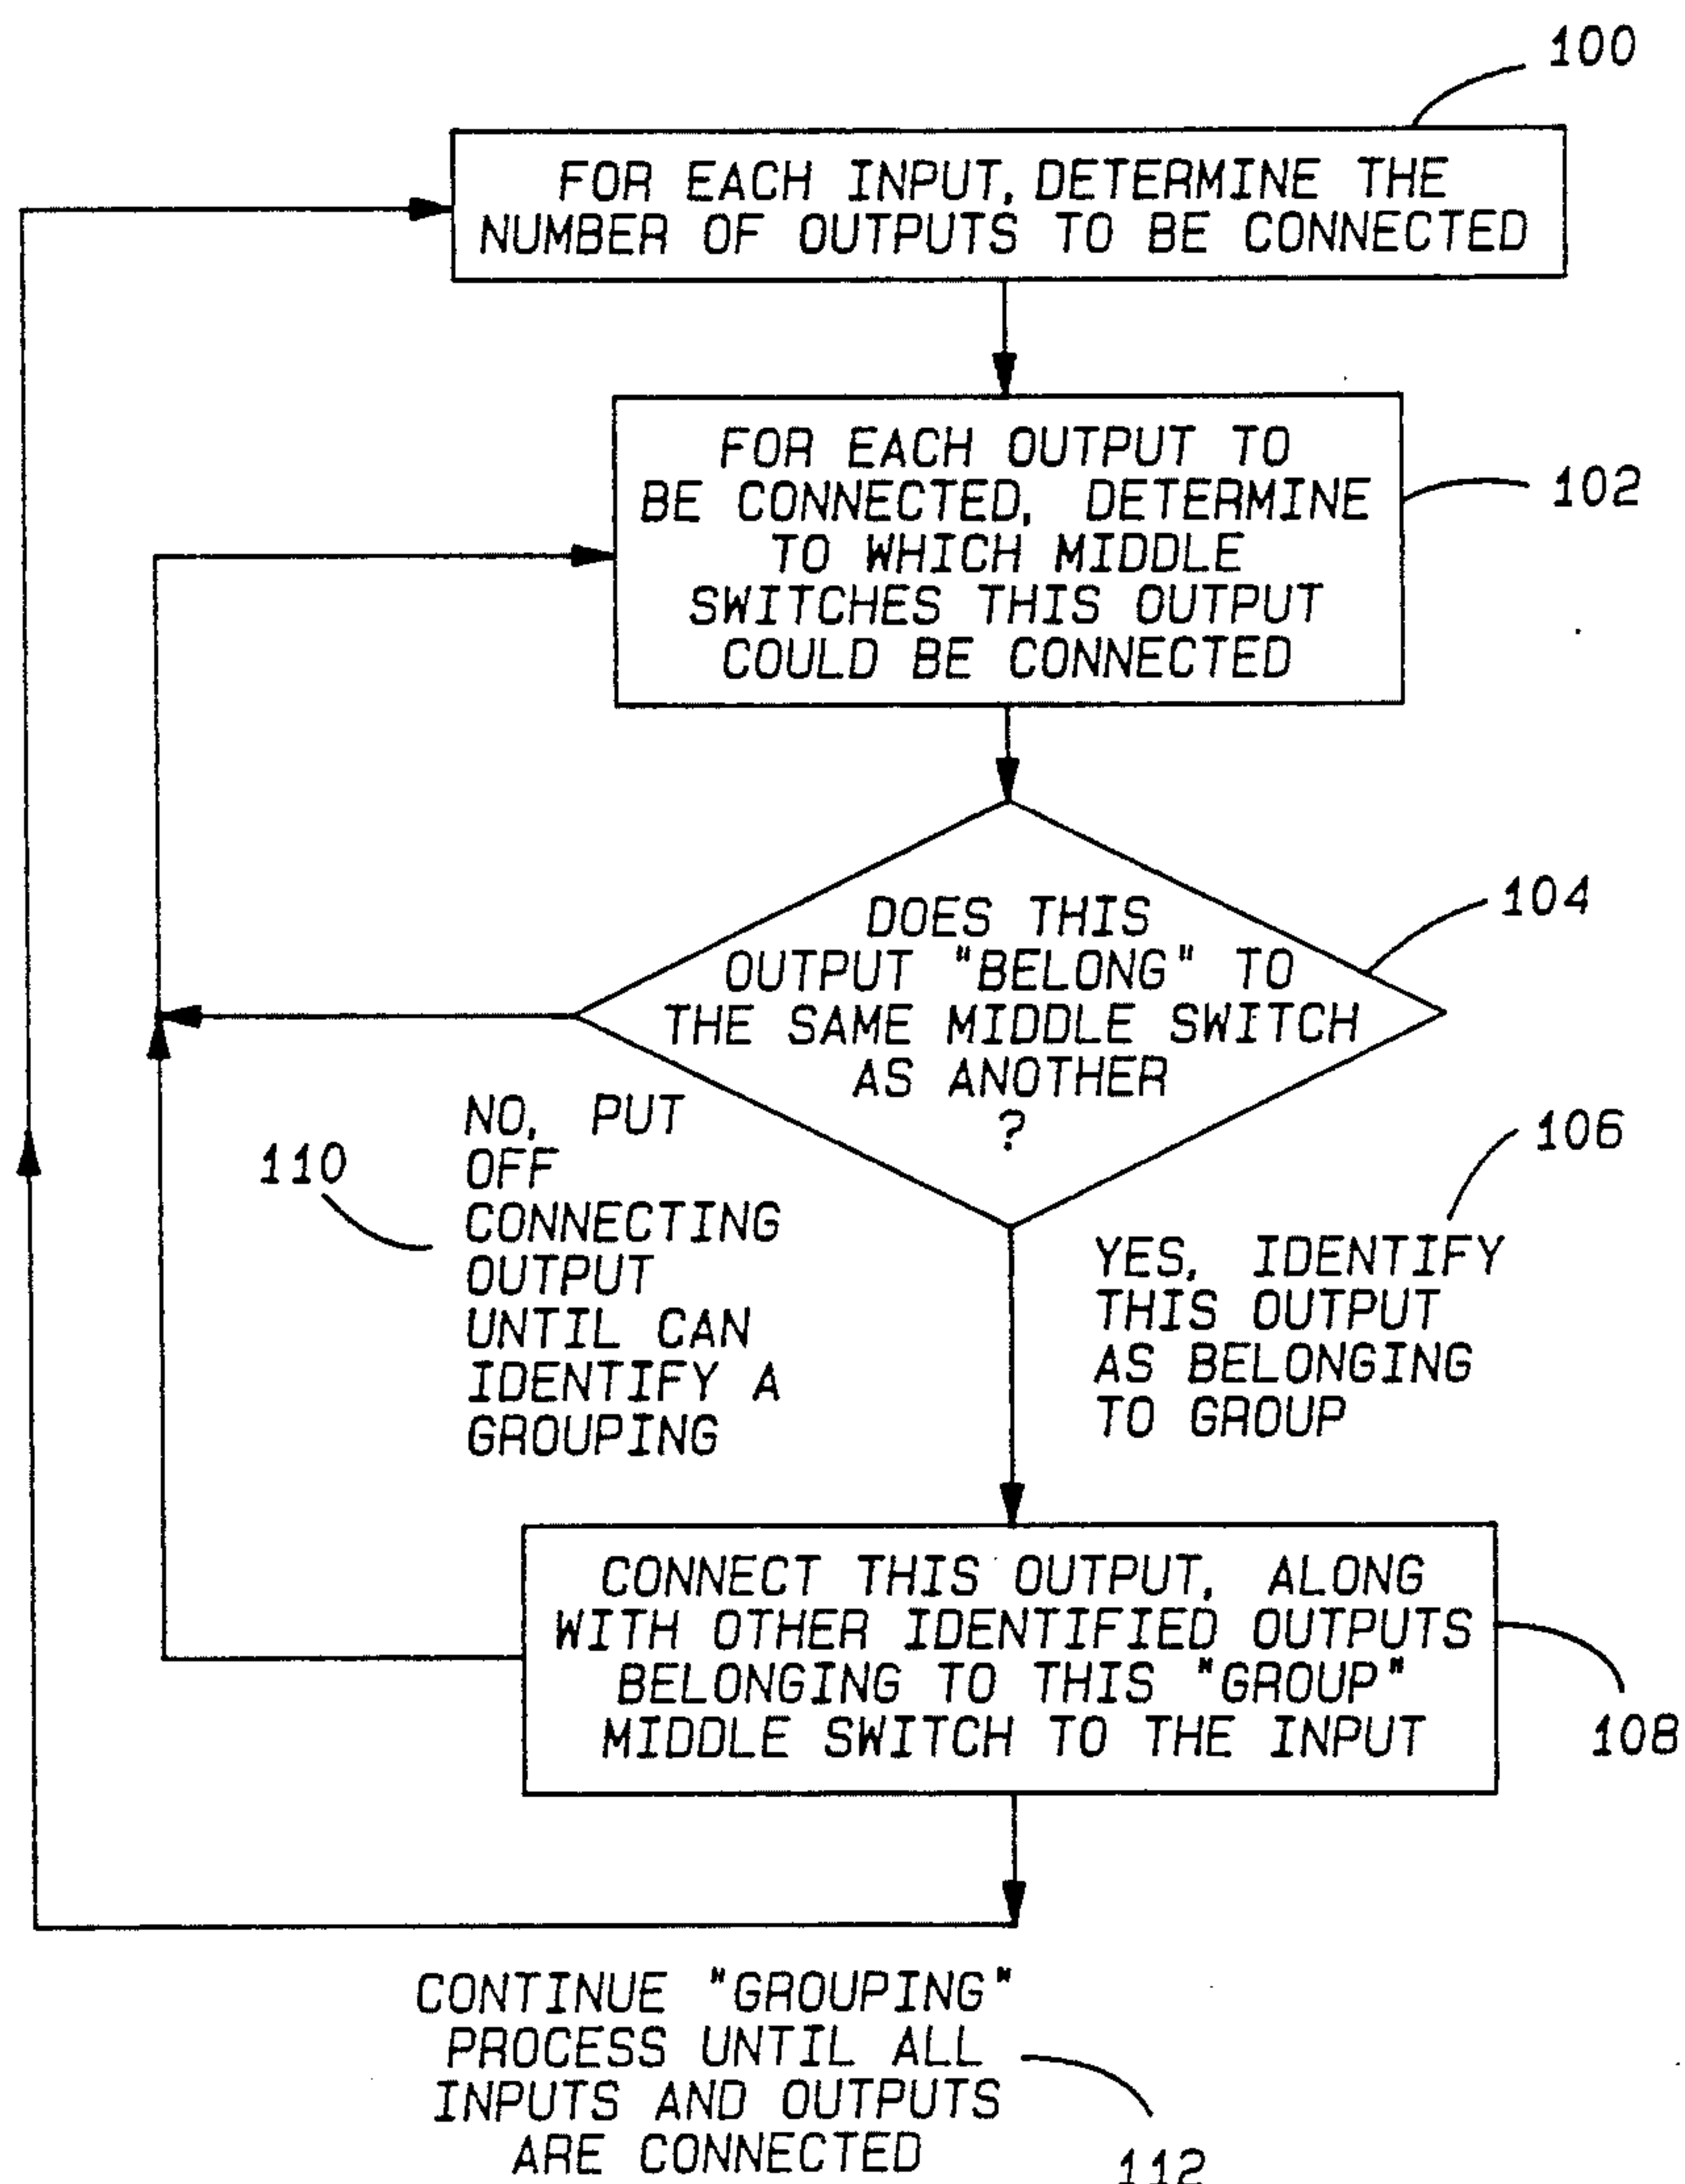 100
FOR EACH INPUT, DETERMINE THE
NUMBER OF OUTPUTS TO BE CONNECTED
FOR EACH OUTPUT TO
BE CONNECTED, DETERMINE
TO WHICH MIDDLE
SWITCHES THIS OUTPUT
COULD BE CONNECTED
102
DOES THIS
OUTPUT "BELONG" TO
THE SAME MIDDLE SWITCH
AS ANOTHER
?
104
NO, PUT
OFF
CONNECTING
OUTPUT
UNTIL CAN
IDENTIFY A
GROUPING
110
106
YES, IDENTIFY
THIS OUTPUT
AS BELONGING
TO GROUP
CONNECT THIS OUTPUT, ALONG
WITH OTHER IDENTIFIED OUTPUTS
BELONGING TO THIS "GROUP"
MIDDLE SWITCH TO THE INPUT
108
CONTINUE "GROUPING"
PROCESS UNTIL ALL
INPUTS AND OUTPUTS
ARE CONNECTED
112